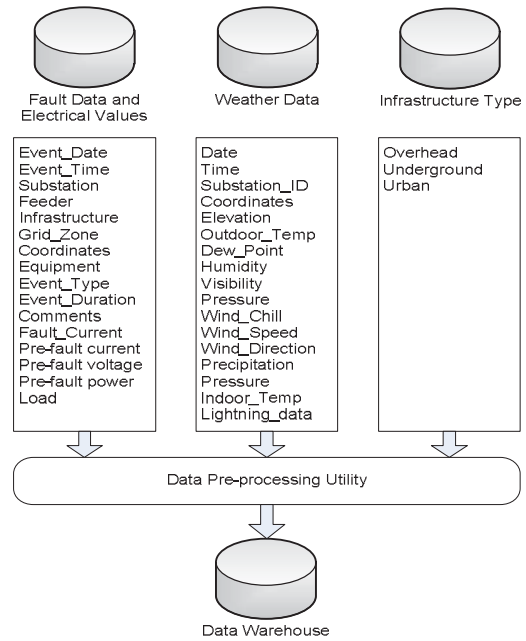 Fault Data and
Electrical Values
Event_Date
Event_Time
Substation
Feeder
Infrastructure
Grid_Zone
Coordinates
Equipment
Event_Type
Event_Duration
Comments
Fault_Current
Pre-fault current
Pre-fault voltage
Pre-fault power
Load
Weather Data
Date
Time
Substation_ID
Coordinates
Elevation
Outdoor_Temp
Dew_Point
Humidity
Visibility
Pressure
Wind_Chill
Wind_Speed
Wind_Direction
Precipitation
Pressure
Indoor_Temp
Lightning_data
Infrastructure Type
Overhead
Underground
Urban
Data Pre-processing Utility
Data Warehouse